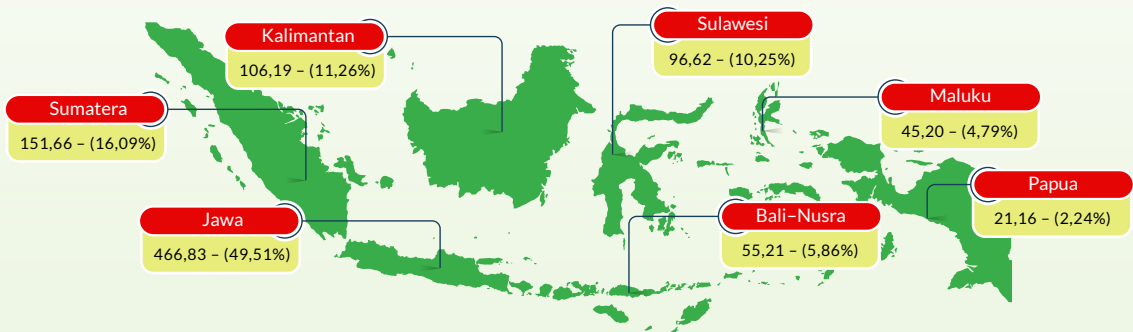 Sulawesi
96,62 – (10,25%)
Kalimantan
106,19 – (11,26%)
Maluku
45,20 – (4,79%)
Sumatera
151,66 – (16,09%)
Papua
21,16 – (2,24%)
Jawa
466,83 – (49,51%)
Bali–Nusra
55,21 – (5,86%)